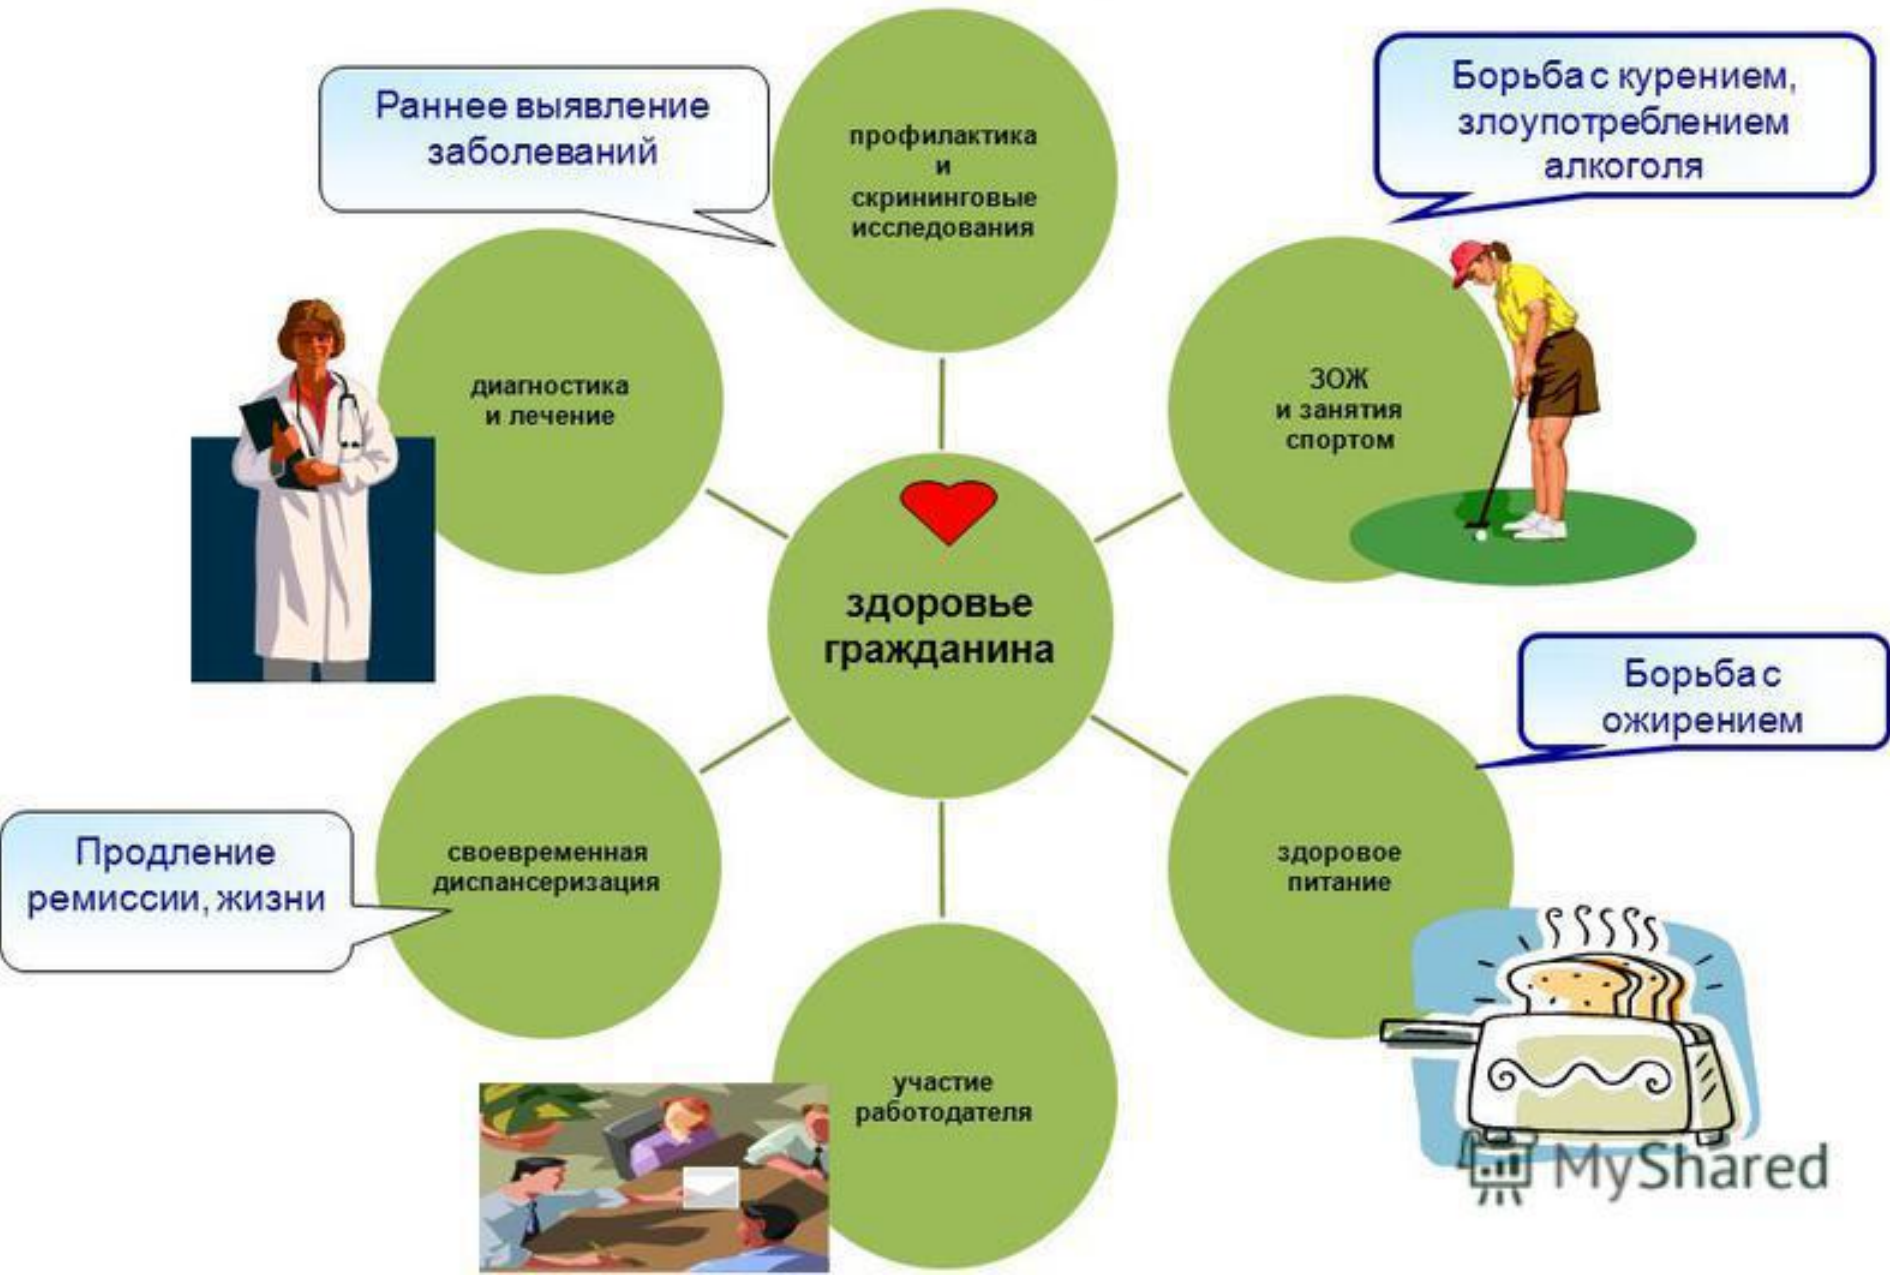 Раннее выявление
заболеваний
профилактика
и
скрининговые
исследования
Борьба с курением,
злоупотреблением
алкоголя
диагностика
и лечение
ЗОЖ
и занятия
спортом
здоровье
гражданина
Борьба с
ожирением
Продление
ремиссии, жизни
своевременная
диспансеризация
здоровое
питание
участие
работодателя
MyShared